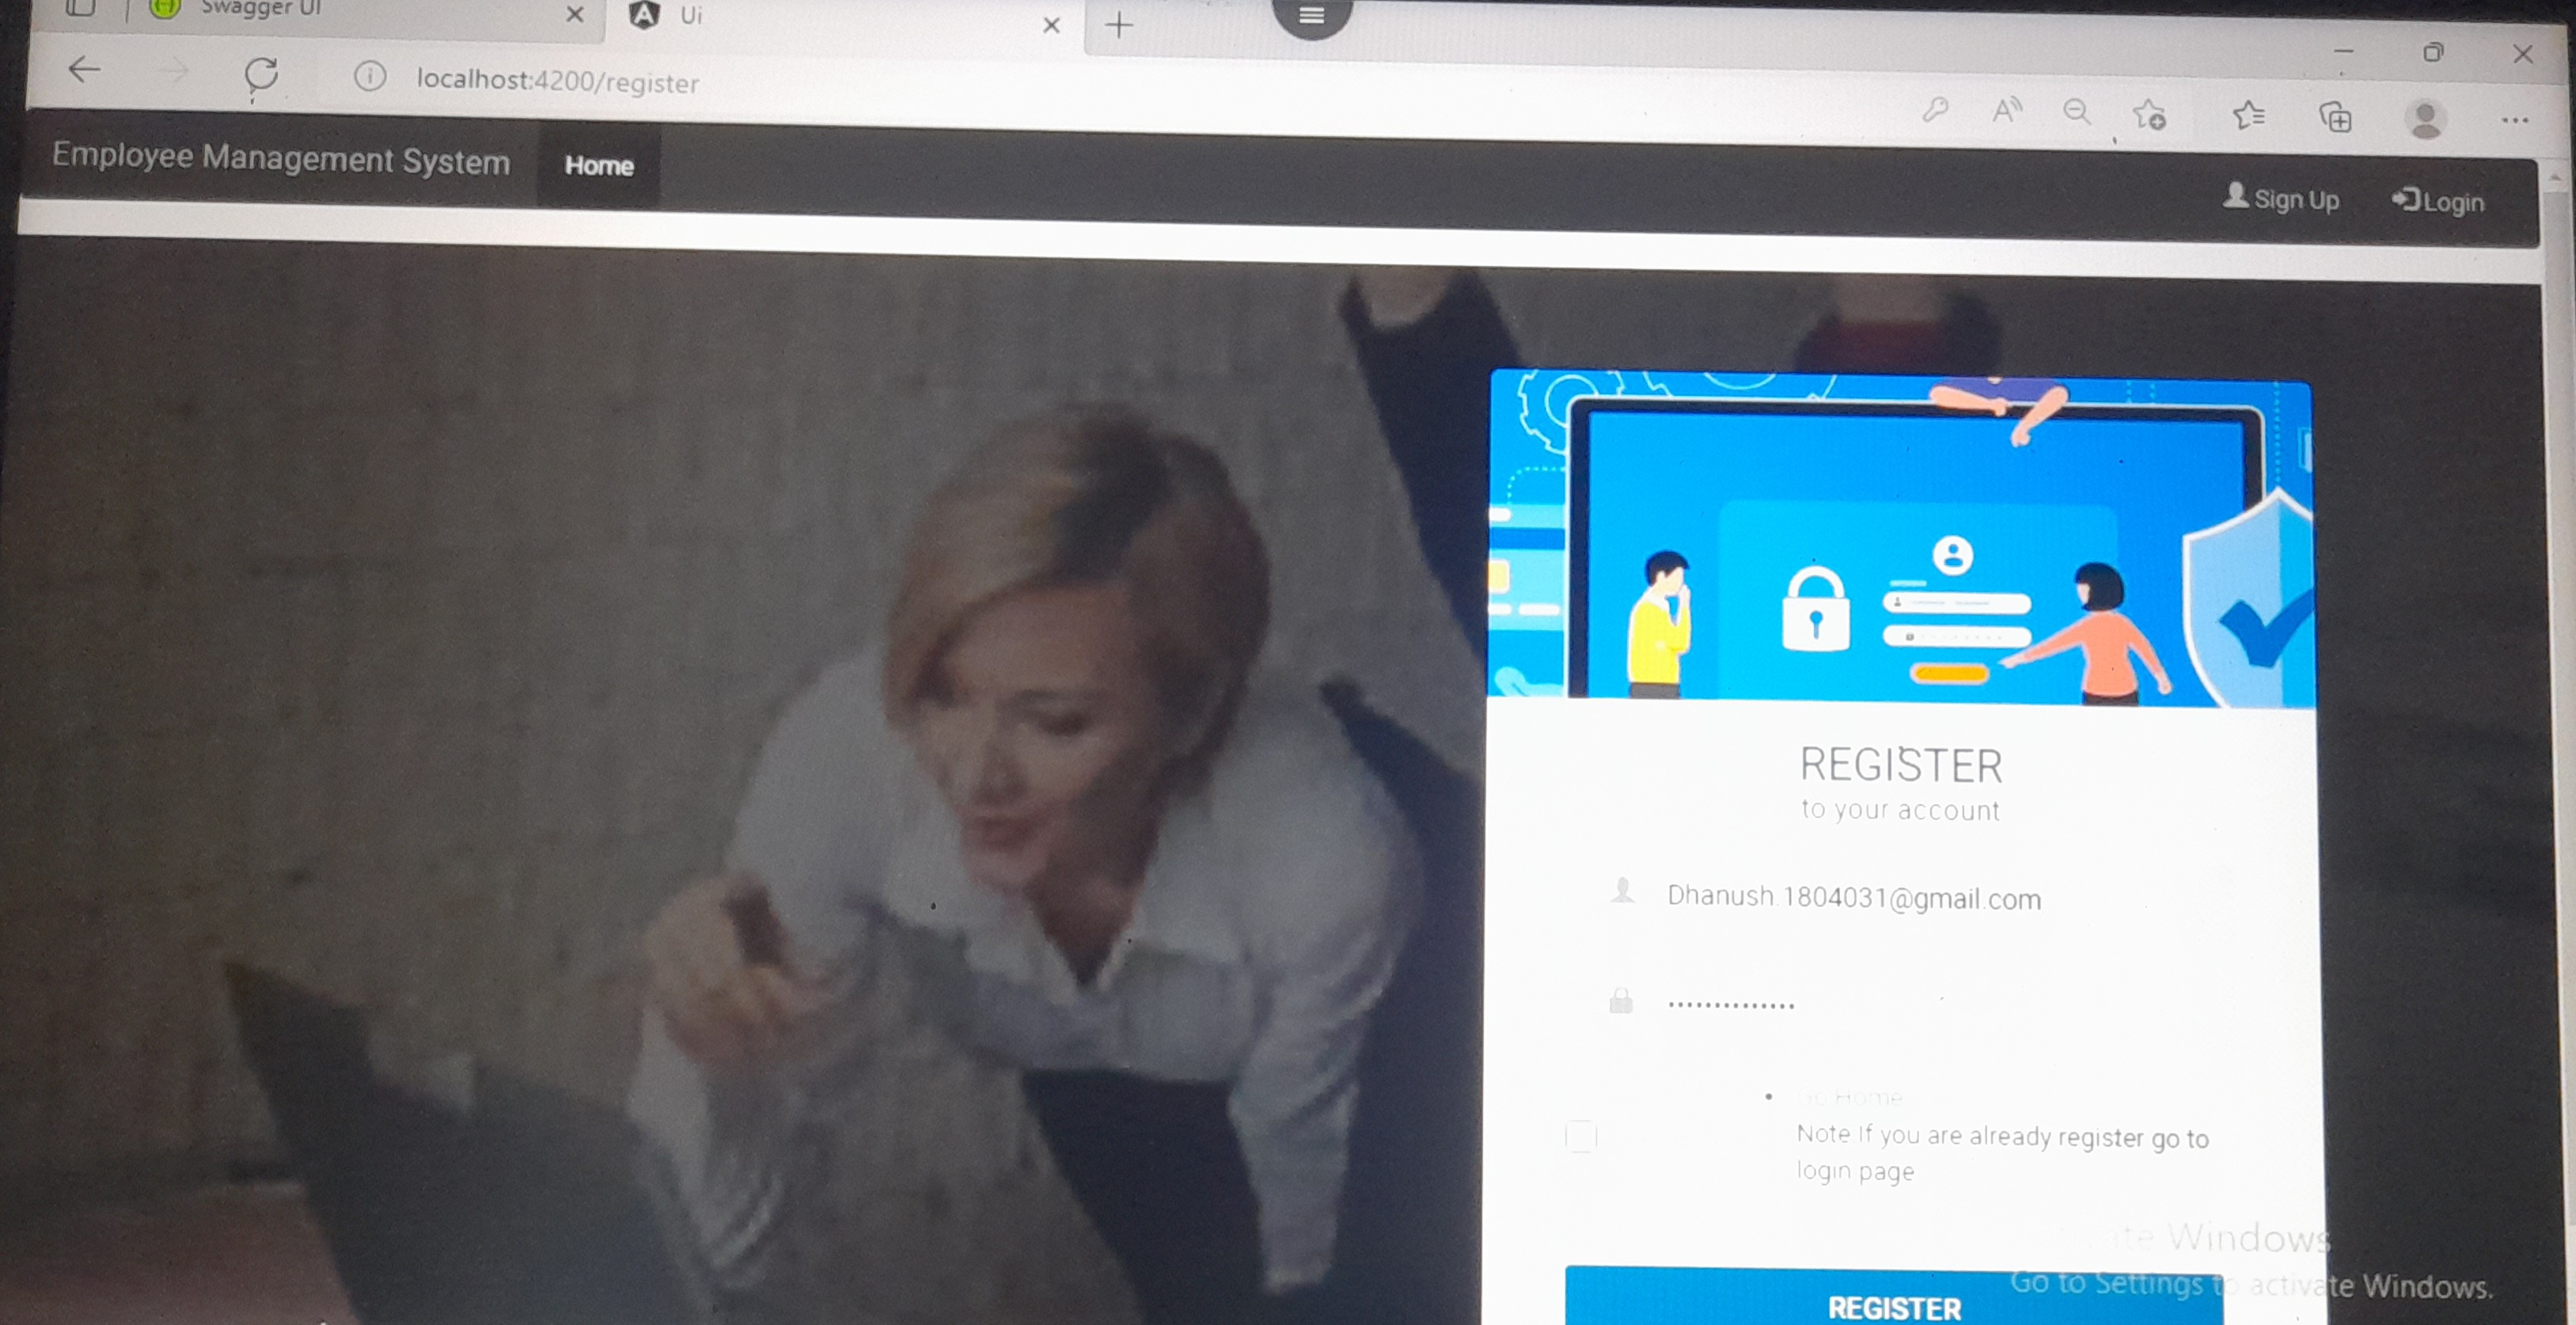 Swagger UI
Ui
localhost:4200/register
Employee Management System
Home
Sign Up
Login
REGISTER
to your account
Dhanush.1804031@gmail.com
Go Home
Note If you are already register go to
login page
Windows
Go to Settings to activate Windows.
REGISTER